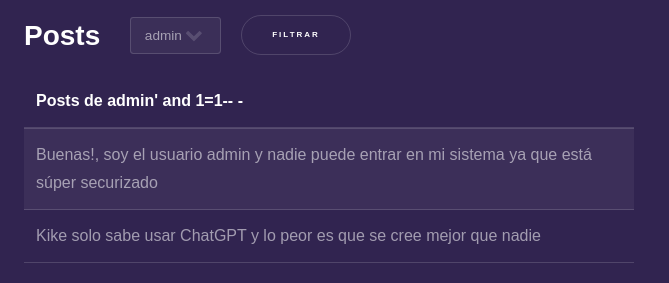 Posts
admin
FILTRAR
Posts de admin' and 1=1-- -
Buenas!, soy el usuario admin y nadie puede entrar en mi sistema ya que está
súper securizado
Kike solo sabe usar ChatGPT y lo peor es que se cree mejor que nadie